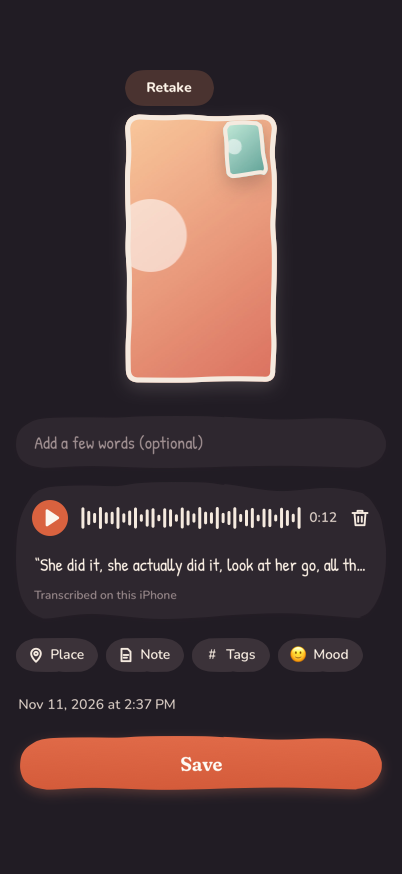 Retake
Add a few words (optional)
0:12
“She did it, she actually did it, look at her go, all th...
Transcribed on this iPhone
Place
Note
# Tags
Mood
Nov 11, 2026 at 2:37 PM
Save